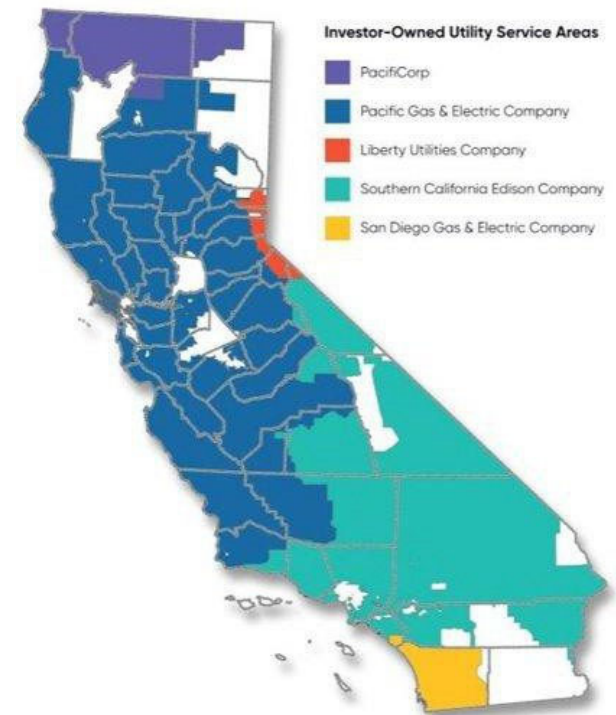 Investor-Owned Utility Service Areas
PacifiCorp
Pacific Gas & Electric Company
Liberty Utilities Company
Southern California Edison Company
San Diego Gas & Electric Company